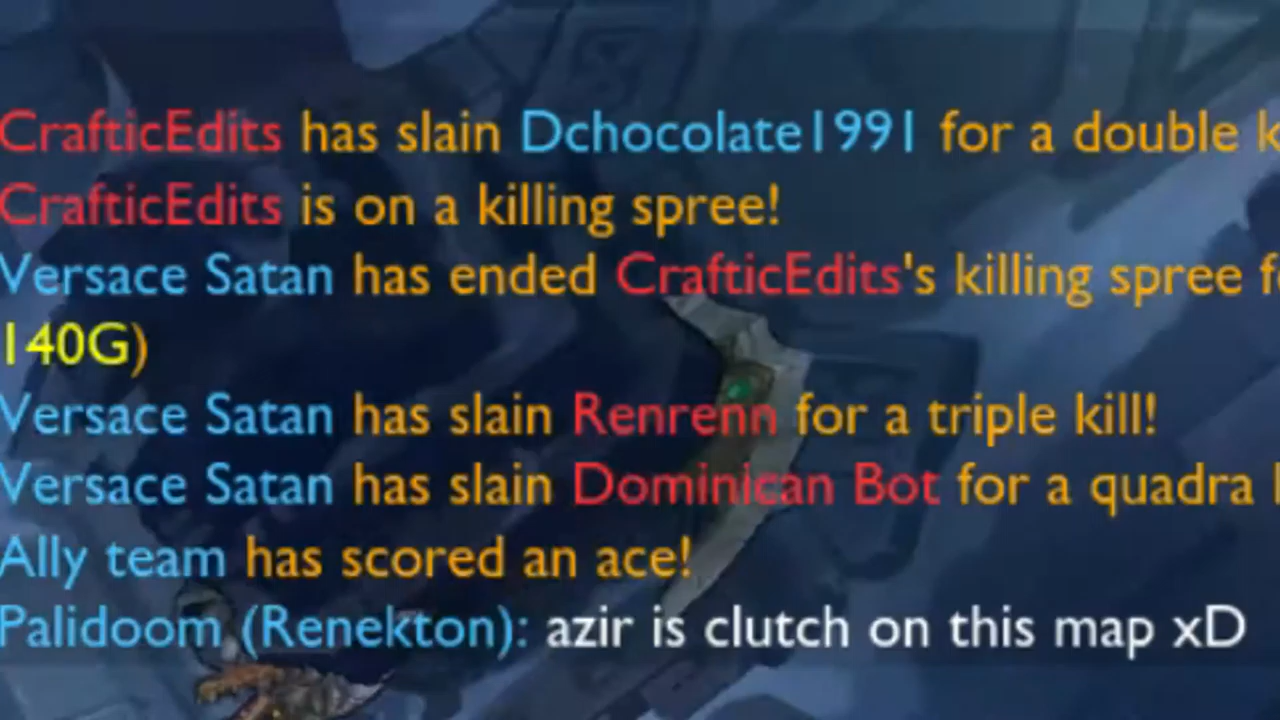 CrafticEdits has slain Dchocolate1991 for a double
CrafticEdits is on a killing spree!
Versace Satan has ended CrafticEdits's killing spree
140G)
Versace Satan has slain Renrenn for a triple kill!
Versace Satan has slain Dominican Bot for a quadra
Ally team has scored an ace!
Palidoom (Renekton): azir is clutch on this map xD